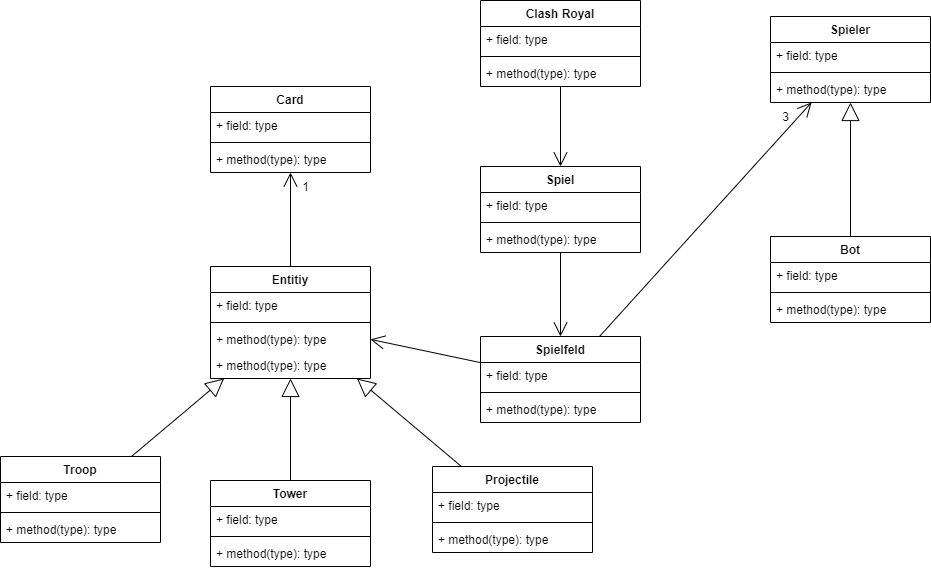 Clash Royal
+ field: type
+ method(type): type
Spieler
+ field: type
+ method(type): type
3
Card
+ field: type
+ method(type): type
1
Spiel
+ field: type
+ method(type): type
Bot
+ field: type
+ method(type): type
Entitiy
+ field: type
+ method(type): type
+ method(type): type
Spielfeld
+ field: type
+ method(type): type
Troop
+ field: type
+ method(type): type
Tower
+ field: type
+ method(type): type
Projectile
+ field: type
+ method(type): type